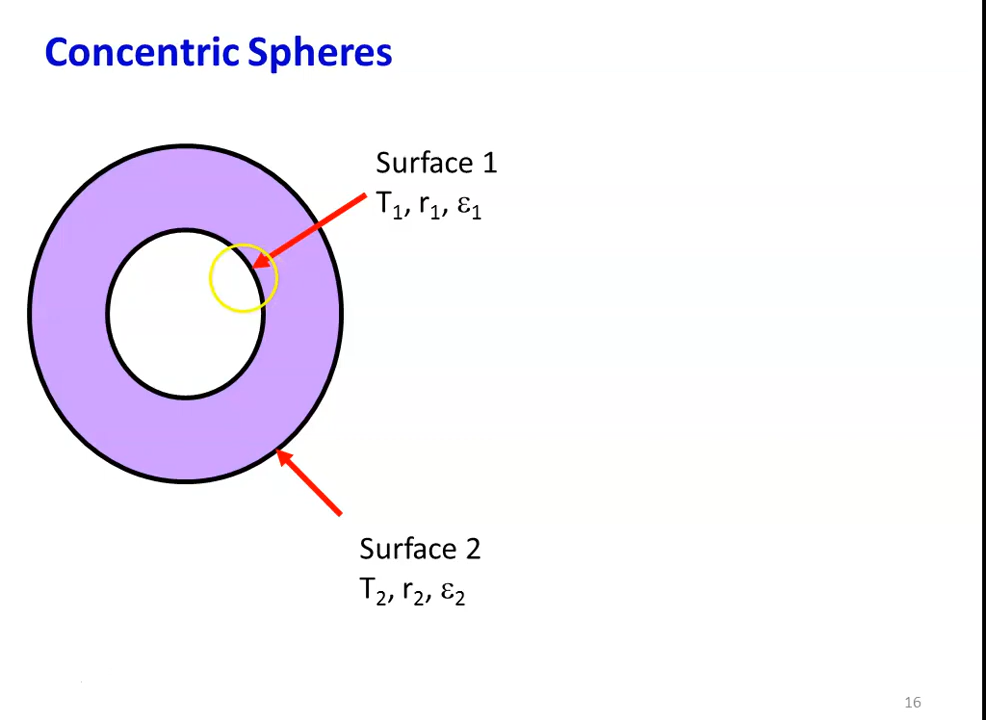 Concentric Spheres
Surface 1
T₁, r₁, ε₁
Surface 2
T₂, r₂, ε₂
16